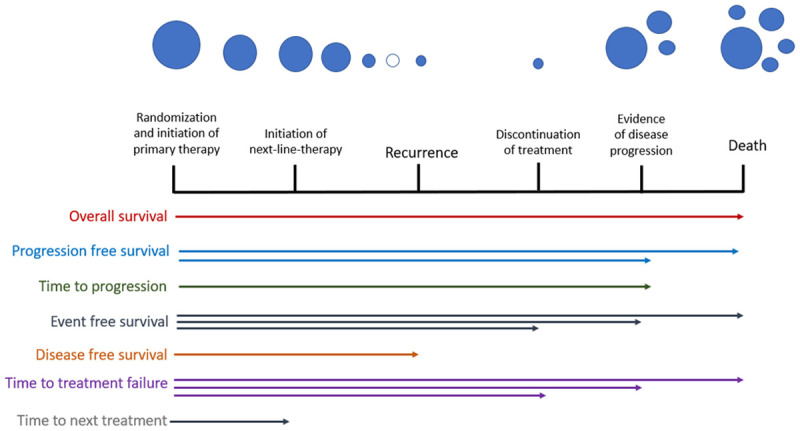 Randomization
and initiation of
primary therapy
Initiation of
next-line-therapy
Recurrence
Discontinuation
of treatment
Evidence
of disease
progression
Death
Overall survival
Progression free survival
Time to progression
Event free survival
Disease free survival
Time to treatment failure
Time to next treatment